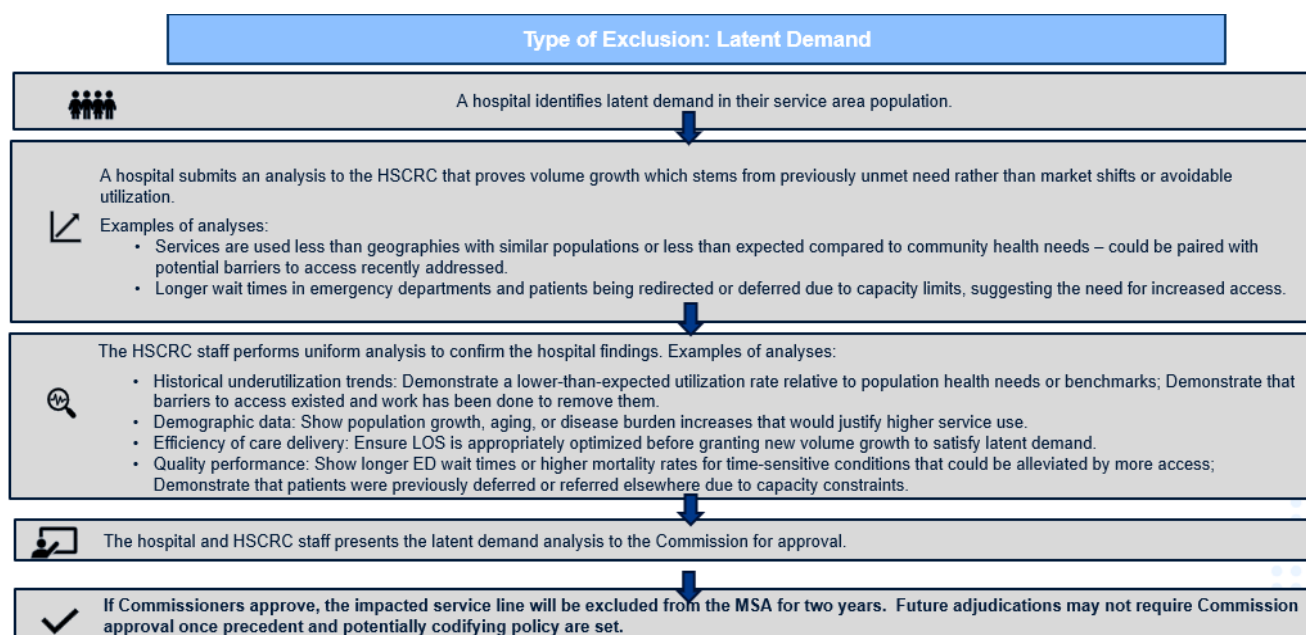 Type of Exclusion: Latent Demand
A hospital identifies latent demand in their service area population.
A hospital submits an analysis to the HSCRC that proves volume growth which stems from previously unmet need rather than market shifts or avoidable
utilization.
Examples of analyses:
• Services are used less than geographies with similar populations or less than expected compared to community health needs – could be paired with
potential barriers to access recently addressed.
• Longer wait times in emergency departments and patients being redirected or deferred due to capacity limits, suggesting the need for increased access.
The HSCRC staff performs uniform analysis to confirm the hospital findings. Examples of analyses:
• Historical underutilization trends: Demonstrate a lower-than-expected utilization rate relative to population health needs or benchmarks; Demonstrate that
barriers to access existed and work has been done to remove them.
• Demographic data: Show population growth, aging, or disease burden increases that would justify higher service use.
• Efficiency of care delivery: Ensure LOS is appropriately optimized before granting new volume growth to satisfy latent demand.
• Quality performance: Show longer ED wait times or higher mortality rates for time-sensitive conditions that could be alleviated by more access;
Demonstrate that patients were previously deferred or referred elsewhere due to capacity constraints.
The hospital and HSCRC staff presents the latent demand analysis to the Commission for approval.
If Commissioners approve, the impacted service line will be excluded from the MSA for two years. Future adjudications may not require Commission
approval once precedent and potentially codifying policy are set.